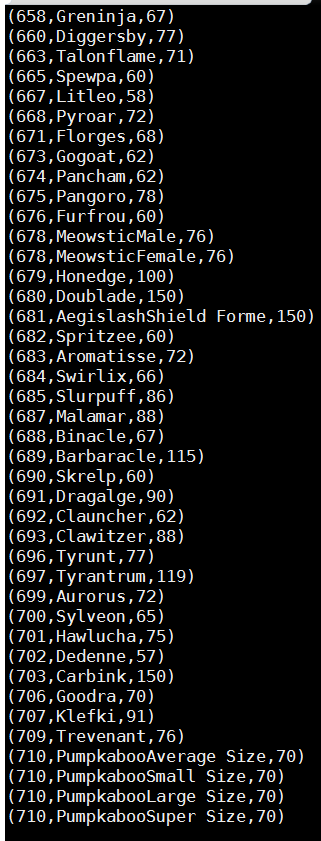 (658,Greninja,67)
(660,Diggersby,77)
(663,Talonflame,71)
(665,Spewpa,60)
(667,Litleo,58)
(668,Pyroar,72)
(671,Florges,68)
(673,Gogoat,62)
(674,Pancham,62)
(675,Pangoro,78)
(676,Furfrou,60)
(678,MeowsticMale,76)
(678,MeowsticFemale,76)
(679,Honedge,100)
(680,Doublade,150)
(681,AegislashShield Forme,150)
(682,Spritzee,60)
(683,Aromatisse,72)
(684,Swirlix,66)
(685,Slurpuff,86)
(687,Malamar,88)
(688,Binacle,67)
(689,Barbaracle,115)
(690,Skrelp,60)
(691,Dragalge,90)
(692,Clauncher,62)
(693,Clawitzer,88)
(696,Tyrunt,77)
(697,Tyrantrum,119)
(699,Aurorus,72)
(700,Sylveon,65)
(701,Hawlucha,75)
(702,Dedenne,57)
(703,Carbink,150)
(706,Goodra,70)
(707,Klefki,91)
(709,Trevenant,76)
(710,PumpkabooAverage Size,70)
(710,PumpkabooSmall Size,70)
(710,PumpkabooLarge Size,70)
(710,PumpkabooSuper Size,70)